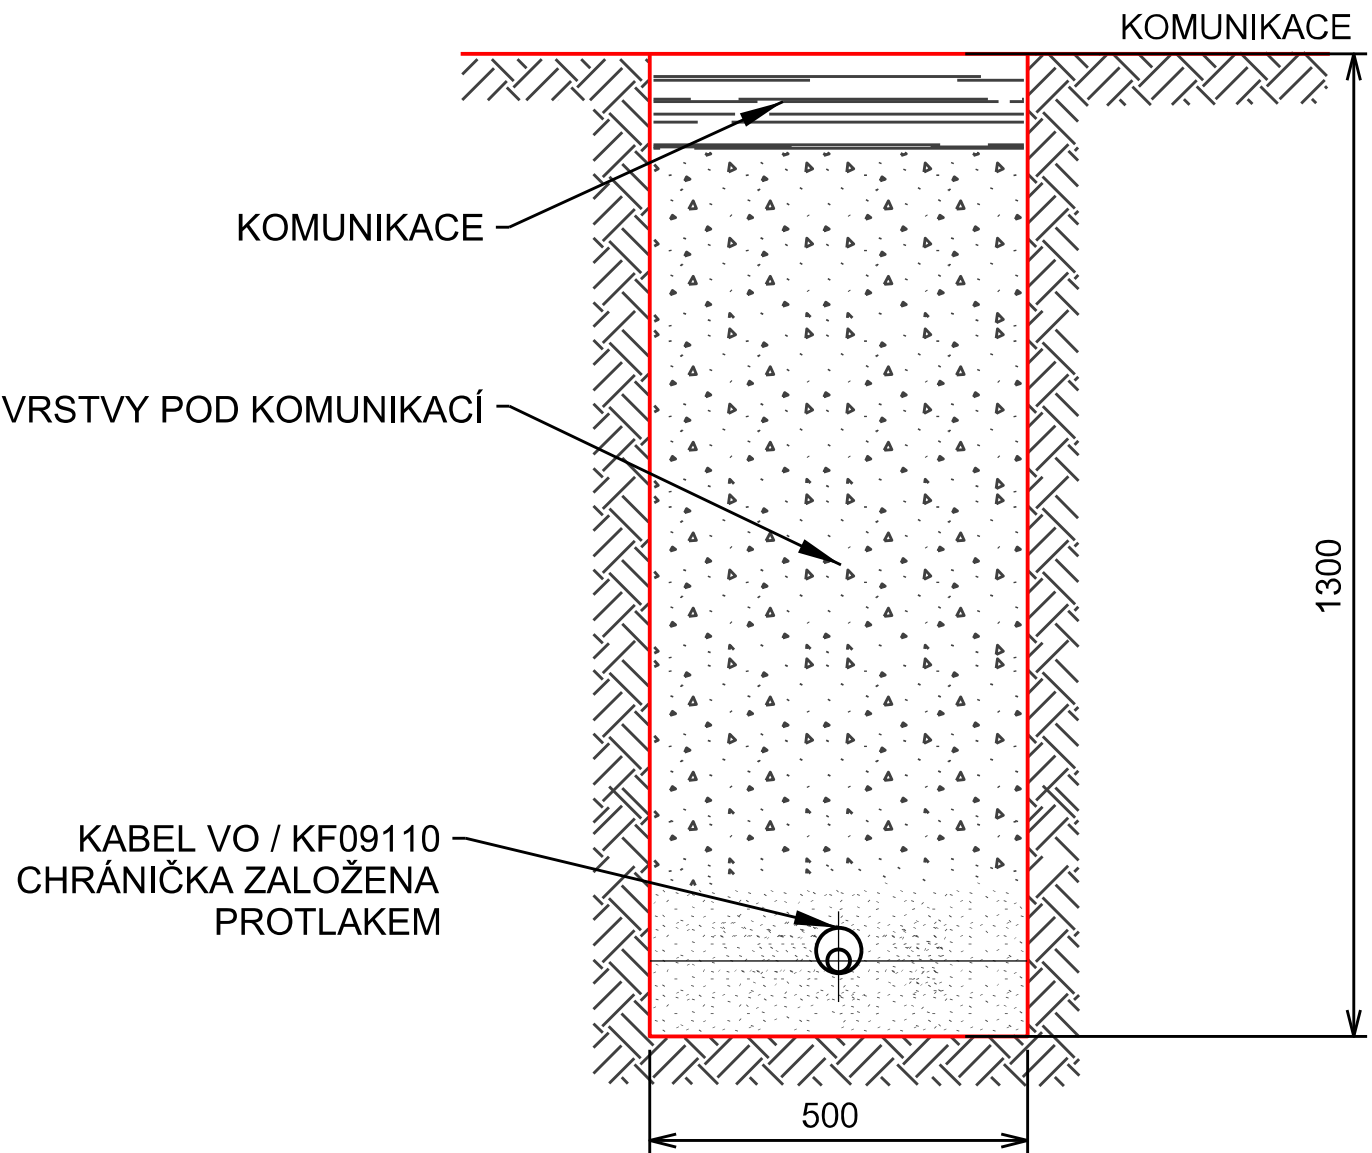 KOMUNIKACE
KOMUNIKACE
VRSTVY POD KOMUNIKACÍ
1300
KABEL VO / KF09110
CHRÁNIČKA ZALOŽENA
PROTLAKEM
500